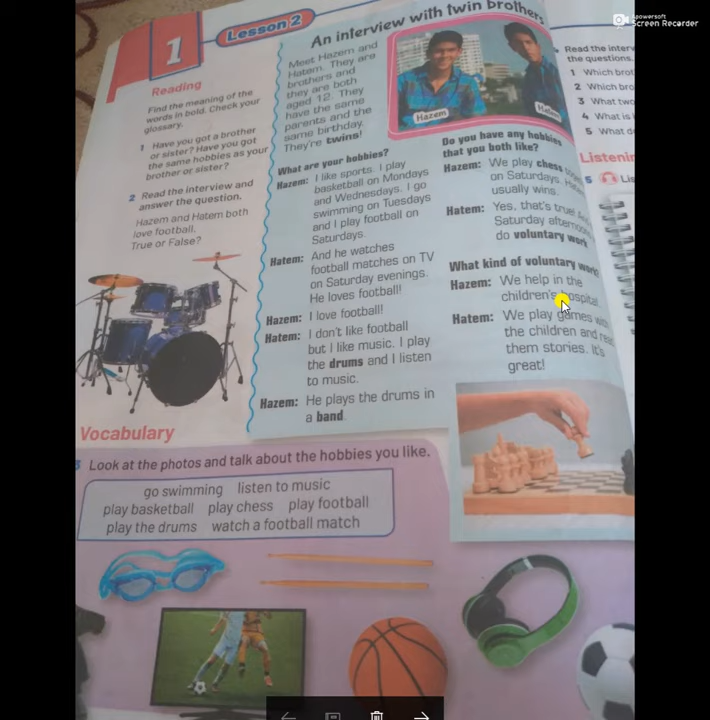 Apowersoft
Screen Recorder
1
Lesson 2
An interview with twin brothers
Reading
Find the meaning of the
words in bold. Check your
glossary.
1 Have you got a brother
or sister? Have you got
the same hobbies as your
brother or sister?
2 Read the interview and
answer the question.
Hazem and Hatem both
love football.
True or False?
Meet Hazem and
Hatem. They are
brothers and
they are both
aged 12. They
have the same
parents and the
same birthday.
They're twins!
Hazem
Hatem
What are your hobbies?
Hazem: I like sports. I play
basketball on Mondays
and Wednesdays. I go
swimming on Tuesdays
and I play football on
Saturdays.
Hatem: And he watches
football matches on TV
on Saturday evenings.
He loves football!
Hazem: I love football!
Hatem: I don't like football
but I like music. I play
the drums and I listen
to music.
Hazem: He plays the drums in
a band.
Do you have any hobbies
that you both like?
Hazem: We play chess
on Saturdays.
usually wins.
Hatem: Yes, that's true!
Saturday afternoons
do voluntary work
What kind of voluntary work?
Hazem: We help in the
children's hospital.
Hatem: We play games with
the children and read
them stories. It's
great!
Read the
the questions.
1 Which
2 Which
3 What
4 What is
5 What
Vocabulary
Look at the photos and talk about the hobbies you like.
go swimming listen to music
play basketball play chess play football
play the drums watch a football match